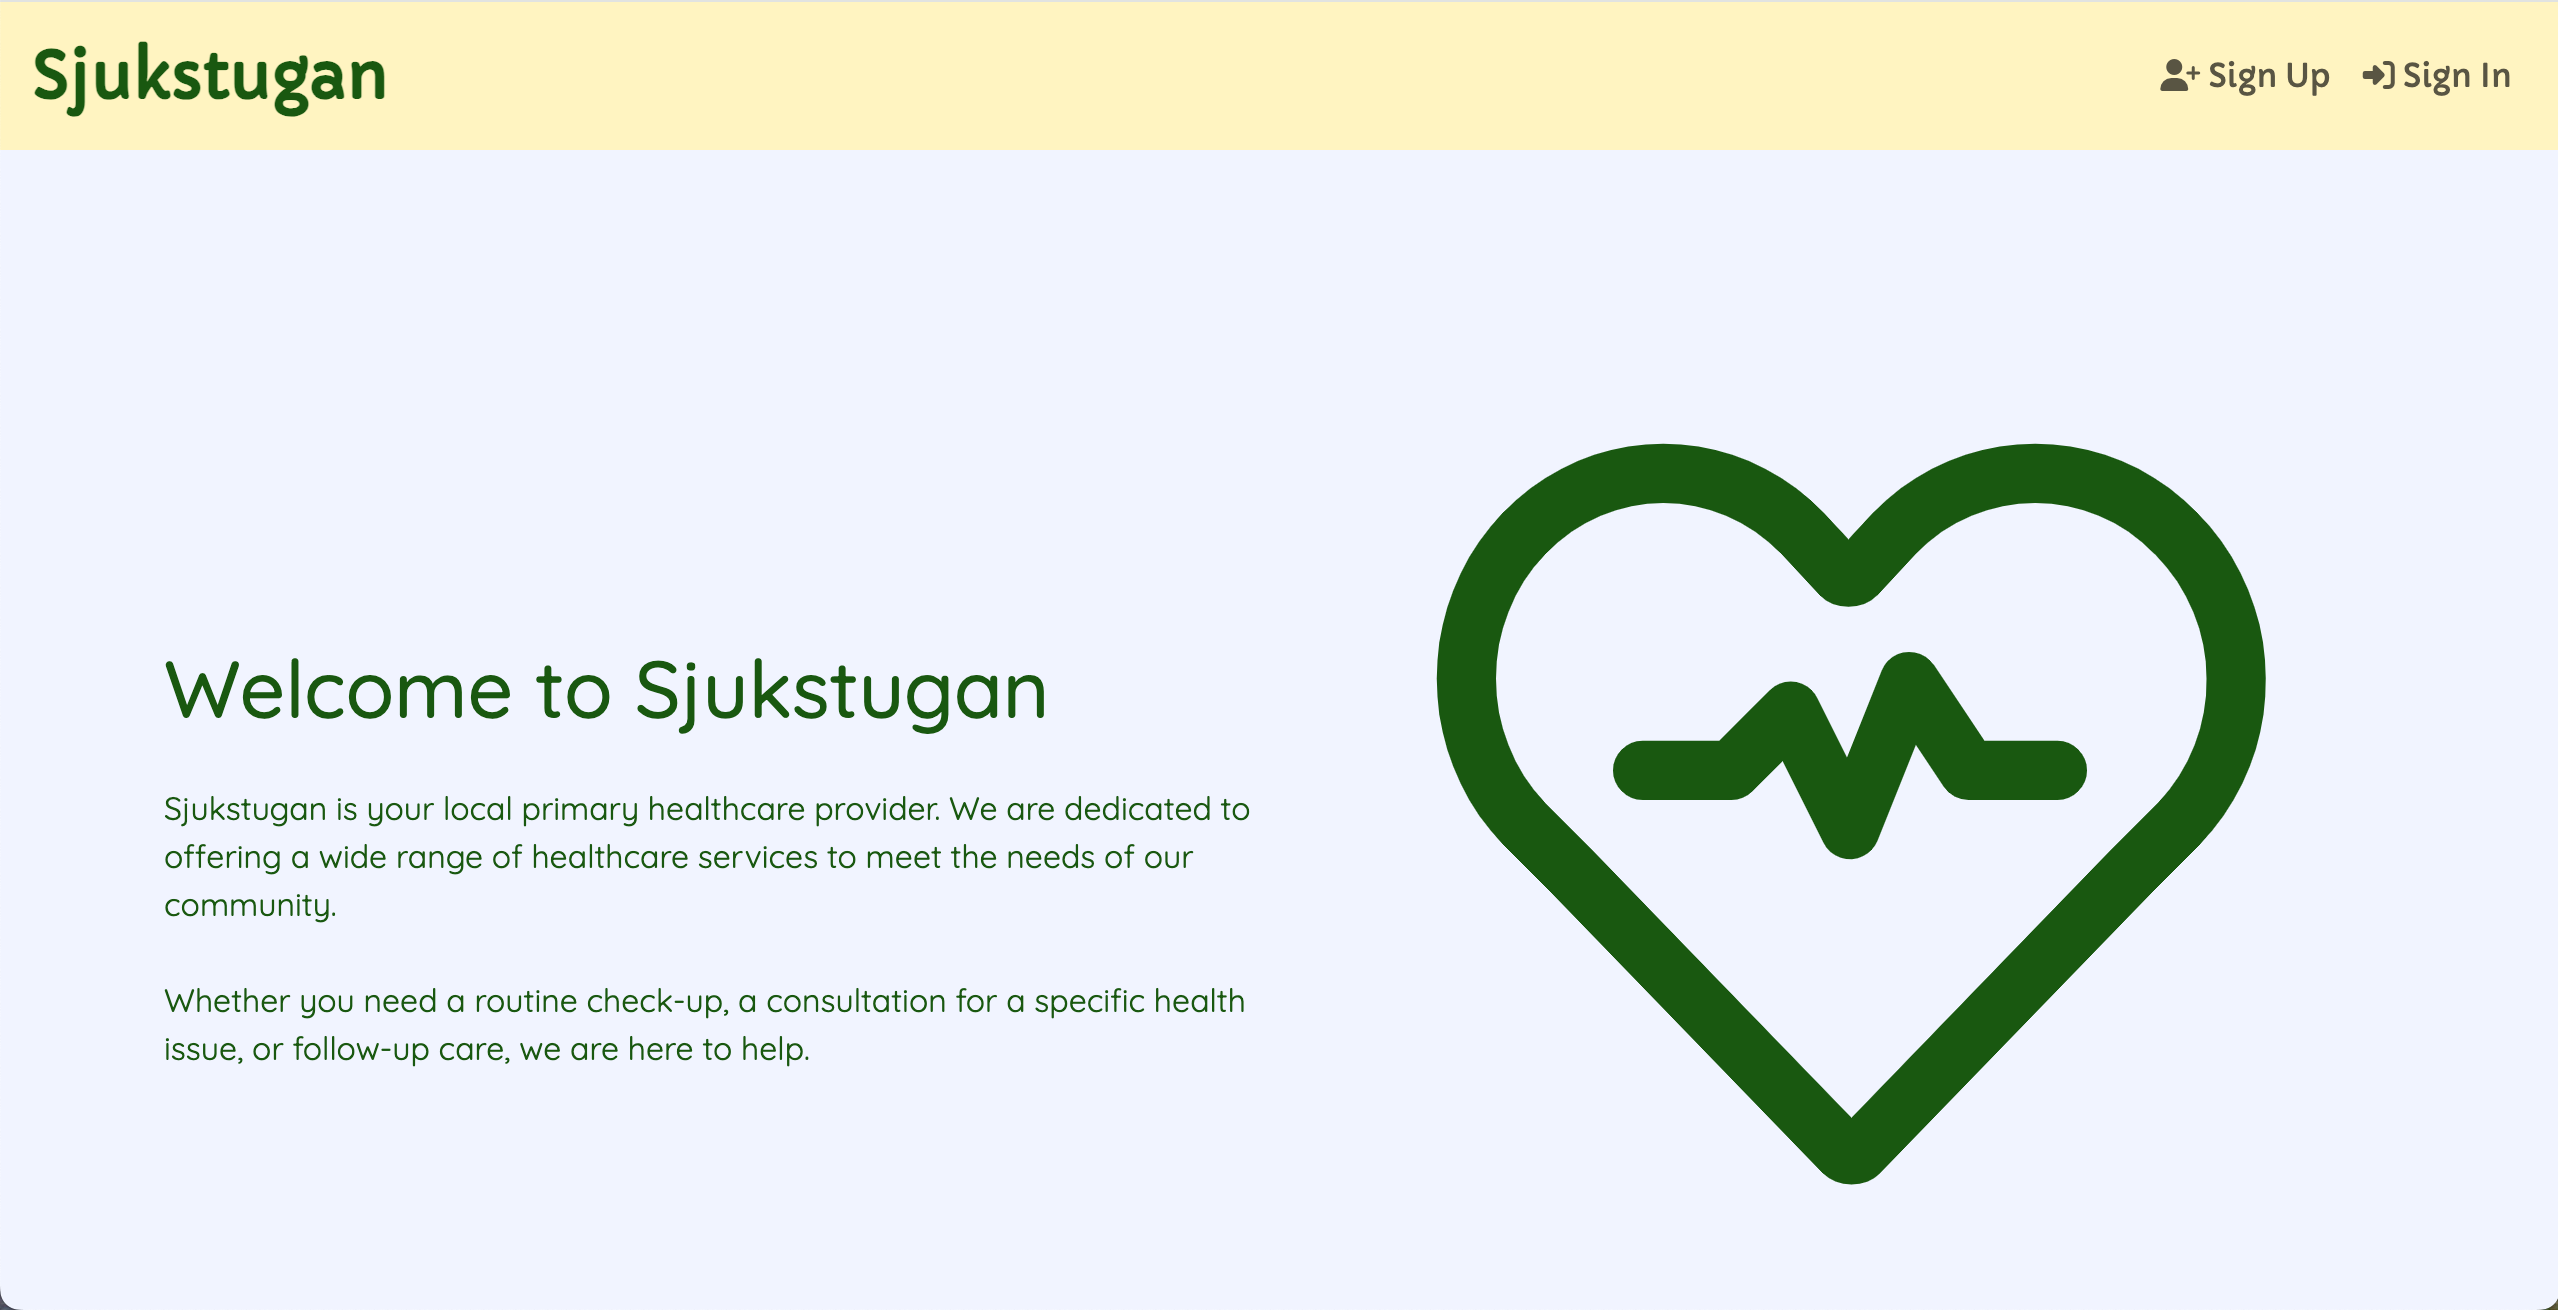 Sjukstugan
Sign Up
Sign In
Welcome to Sjukstugan
Sjukstugan is your local primary healthcare provider. We are dedicated to
offering a wide range of healthcare services to meet the needs of our
community.
Whether you need a routine check-up, a consultation for a specific health
issue, or follow-up care, we are here to help.